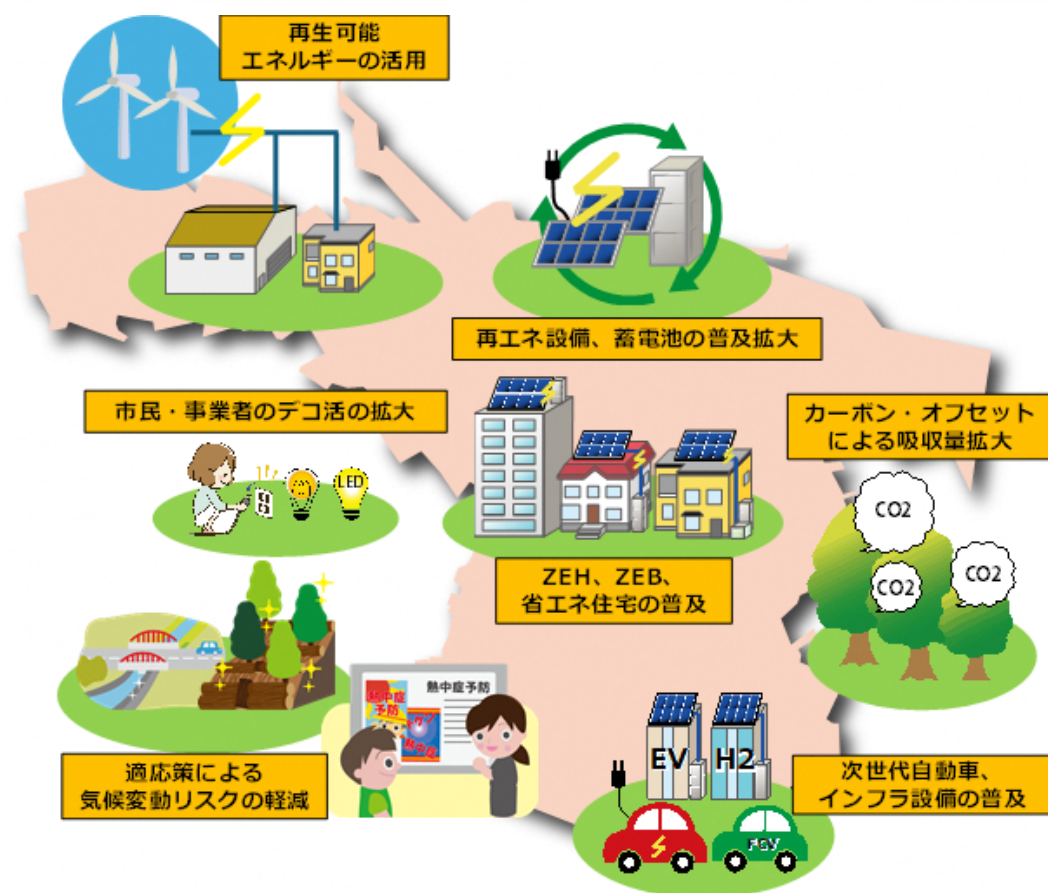 再生可能
エネルギーの活用
再エネ設備、蓄電池の普及拡大
市民・事業者のデコ活の拡大
カーボン・オフセット
による吸収量拡大
LED
CO2
CO2
CO2
ZEH、ZEB、
省エネ住宅の普及
熱中症予防
熱中症
予防
熱中症
適応策による
気候変動リスクの軽減
EV
H2
FCV
次世代自動車、
インフラ設備の普及